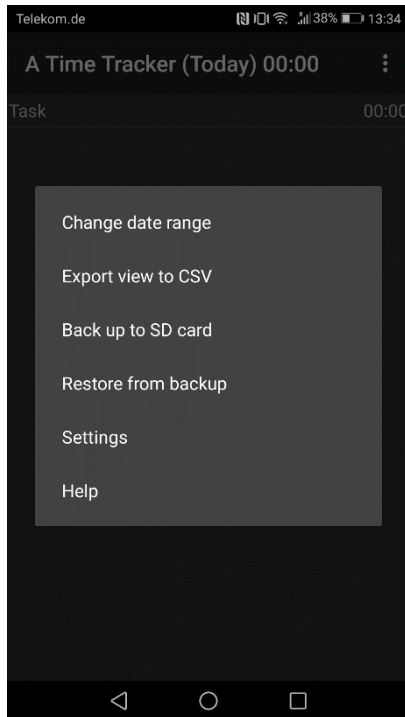 Telekom.de 38% 13:34
A Time Tracker (Today) 00:00
Task 00:00
Change date range
Export view to CSV
Back up to SD card
Restore from backup
Settings
Help